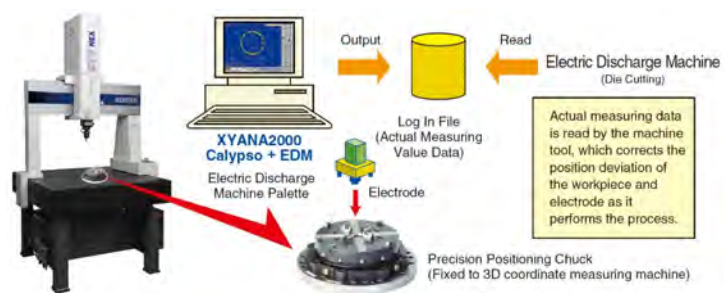 Output
Read
Electric Discharge Machine
(Die Cutting)
Log In File
(Actual Measuring
Value Data)
XYANA2000
Calypso + EDM
Electric Discharge
Machine Palette
Electrode
Actual measuring data
is read by the machine
tool, which corrects the
position deviation
of the workpiece and
electrode as it
performs the process.
Precision Positioning Chuck
(Fixed to 3D coordinate measuring machine)